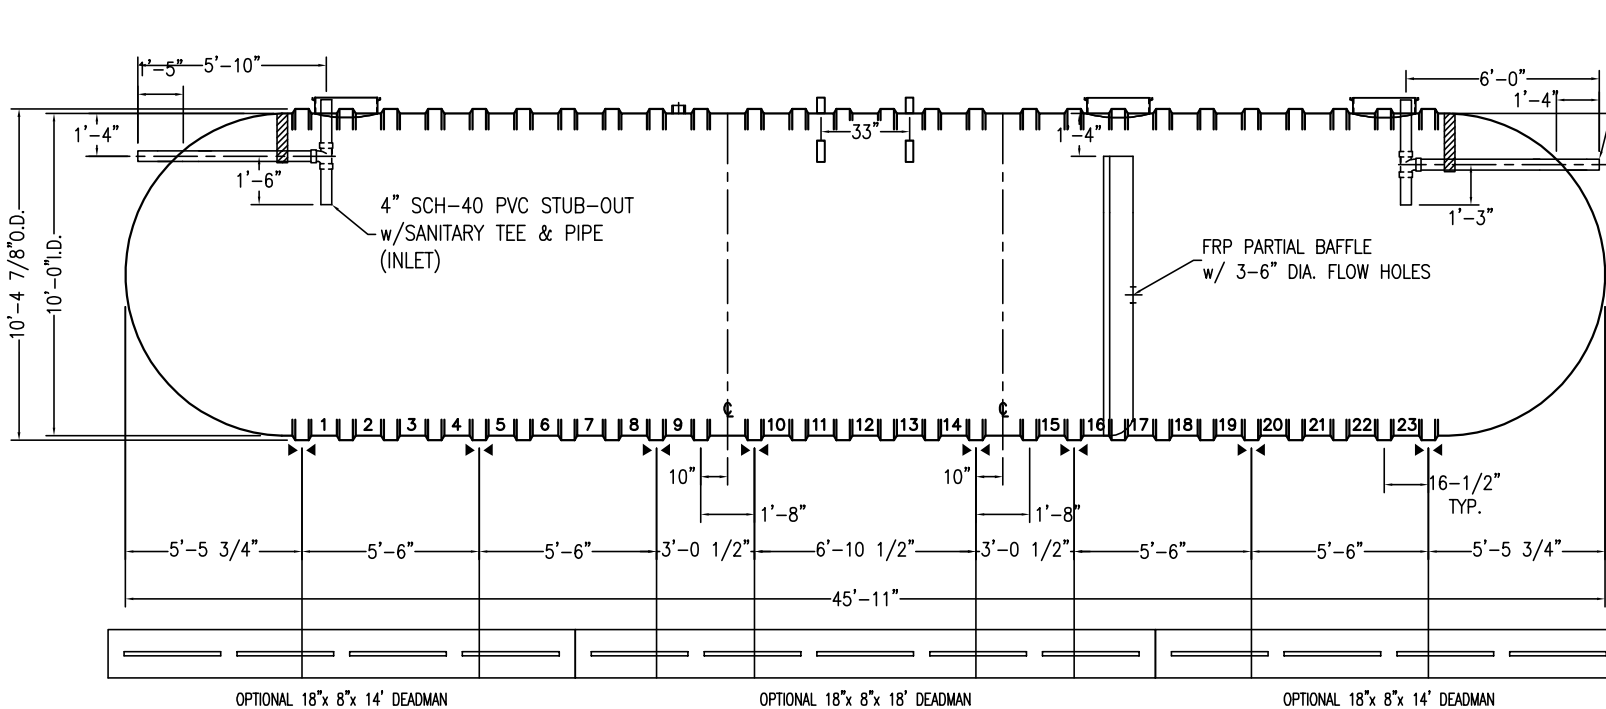 1'-5"
5'-10"
6'-0"
1'-4"
1'-4"
33"
1'-4"
1'-6"
1'-3"
4" SCH-40 PVC STUB-OUT
w/SANITARY TEE & PIPE
(INLET)
FRP PARTIAL BAFFLE
w/ 3-6" DIA. FLOW HOLES
10'-4 7/8"O.D.
10'-0"I.D.
℄ ℄
1 2 3 4 5 6 7 8 9 10 11 12 13 14 15 16 17 18 19 20 21 22 23
10" 10"
16-1/2"
TYP.
1'-8" 1'-8"
5'-5 3/4" 5'-6" 5'-6" 3'-0 1/2" 6'-10 1/2" 3'-0 1/2" 5'-6" 5'-6" 5'-5 3/4"
45'-11"
OPTIONAL 18"x 8"x 14' DEADMAN
OPTIONAL 18"x 8"x 18' DEADMAN
OPTIONAL 18"x 8"x 14' DEADMAN